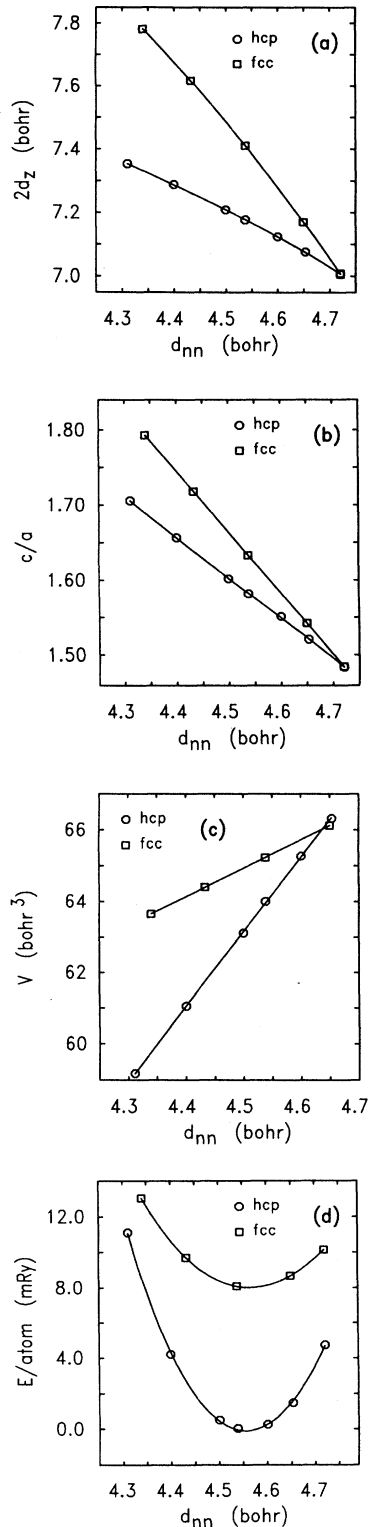 7.8
○ hcp (a)
□ fcc
7.6
2d_z (bohr)
7.4
7.2
7.0
4.3 4.4 4.5 4.6 4.7
d_nn (bohr)
1.80
○ hcp (b)
□ fcc
1.70
c/a
1.60
1.50
4.3 4.4 4.5 4.6 4.7
d_nn (bohr)
66
○ hcp (c)
□ fcc
64
V (bohr³)
62
60
4.3 4.4 4.5 4.6 4.7
d_nn (bohr)
12.0
○ hcp (d)
□ fcc
8.0
E/atom (mRy)
4.0
0.0
4.3 4.4 4.5 4.6 4.7
d_nn (bohr)